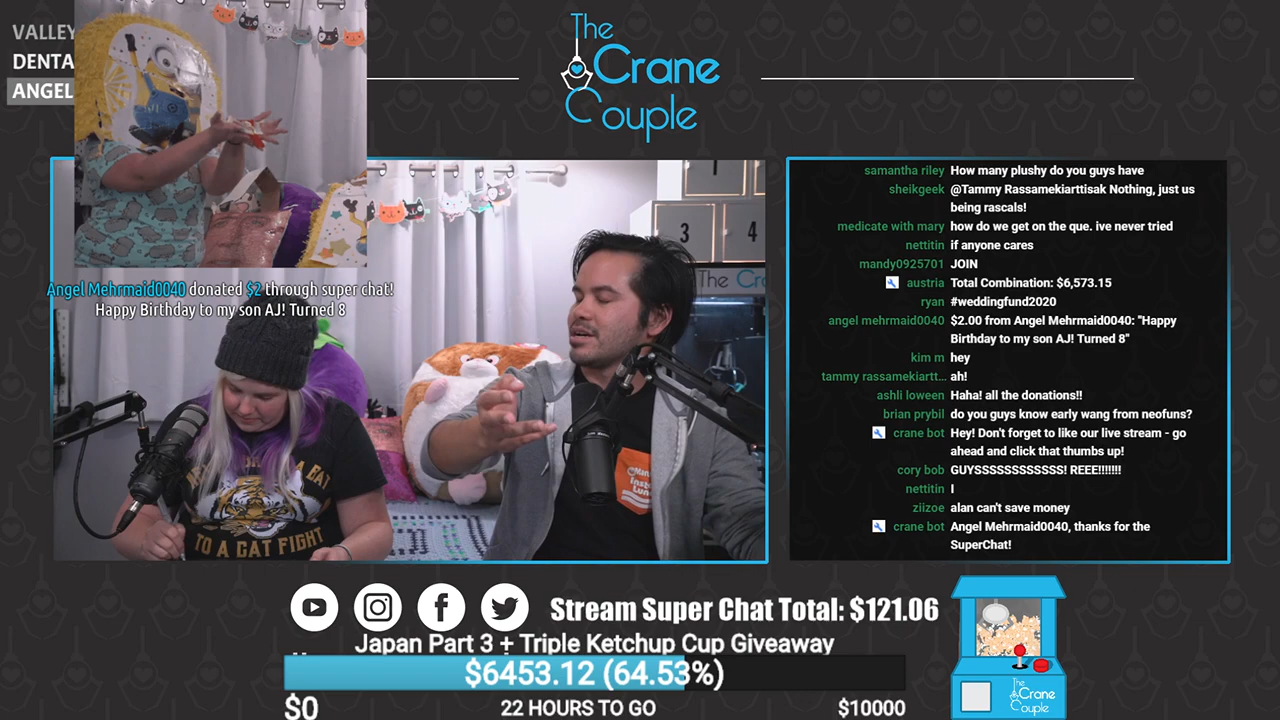 VALLEY
DENTA
ANGEL
The
Crane
Couple
Angel Mehrmaid0040 donated $2 through super chat!
Happy Birthday to my son AJ! Turned 8
1
3 4
The Cr
TO A CAT FIGHT
samantha riley How many plushy do you guys have
sheikgeek @Tammy Rassamekiarttisak Nothing, just us
being rascals!
medicate with mary how do we get on the que. ive never tried
nettitin if anyone cares
mandy0925701 JOIN
austria Total Combination: $6,573.15
ryan #weddingfund2020
angel mehrmaid0040 $2.00 from Angel Mehrmaid0040: "Happy
Birthday to my son AJ! Turned 8"
kim m hey
tammy rassamekiartt... ah!
ashli loween Haha! all the donations!!
brian prybil do you guys know early wang from neofuns?
crane bot Hey! Don't forget to like our live stream - go
ahead and click that thumbs up!
cory bob GUYSSSSSSSSSSSS! REEE!!!!!!!
nettitin I
ziizoe alan can't save money
crane bot Angel Mehrmaid0040, thanks for the
SuperChat!
Stream Super Chat Total: $121.06
Japan Part 3 + Triple Ketchup Cup Giveaway
$6453.12 (64.53%)
$0 22 HOURS TO GO $10000
The
Crane
Couple